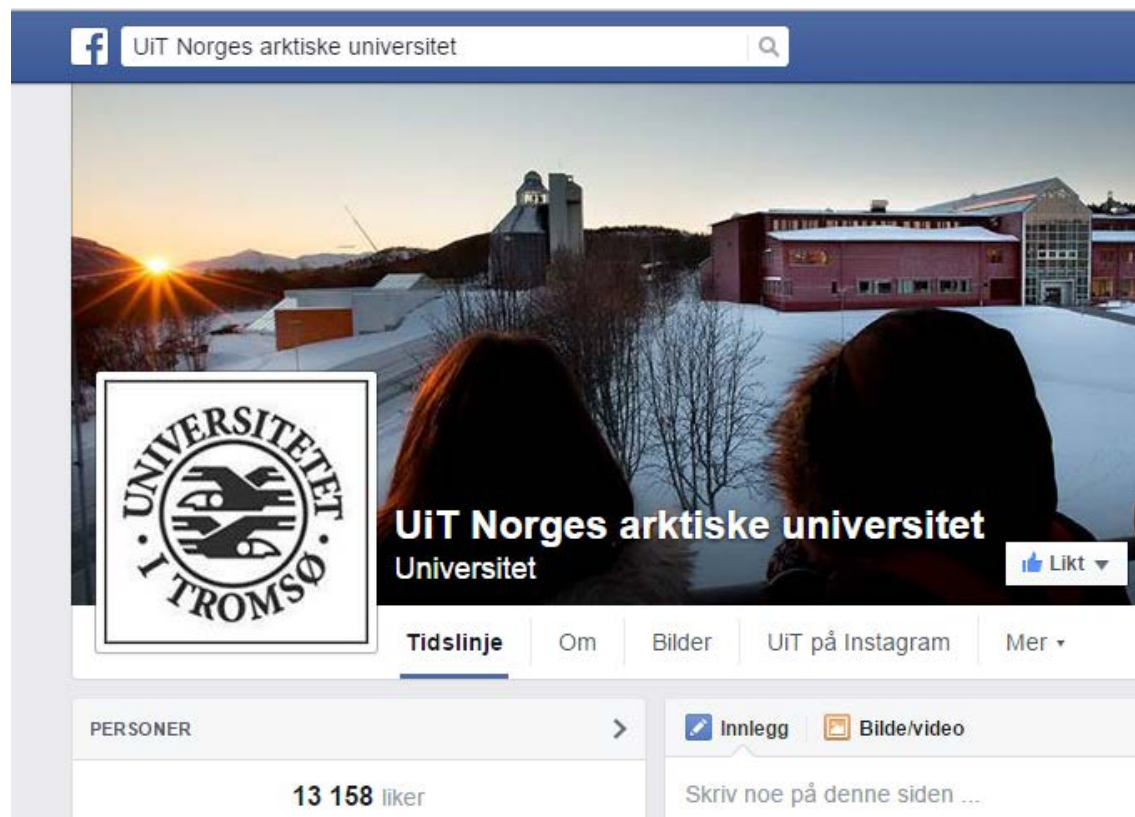 f
UiT Norges arktiske universitet
UNIVERSITETET
· I TROMSØ ·
UiT Norges arktiske universitet
Universitet
Likt
Tidslinje Om Bilder UiT på Instagram Mer
PERSONER
13 158 liker
Innlegg Bilde/video
Skriv noe på denne siden ...